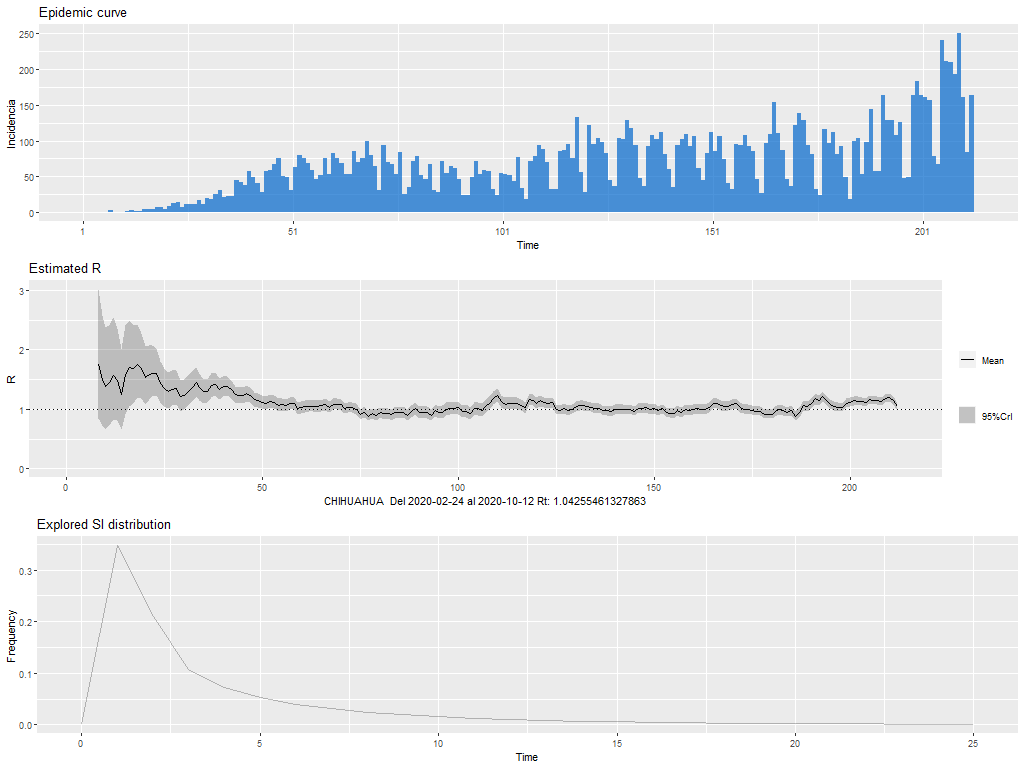 Epidemic curve
250
200
150
100
50
0
Incidencia
1
51
101
151
201
Time
Estimated R
3
2
1
0
R
Mean
95%CrI
0
50
100
150
200
CHIHUAHUA Del 2020-02-24 al 2020-10-12 Rt: 1.04255461327863
Explored SI distribution
0.3
0.2
0.1
0.0
Frequency
0
5
10
15
20
25
Time